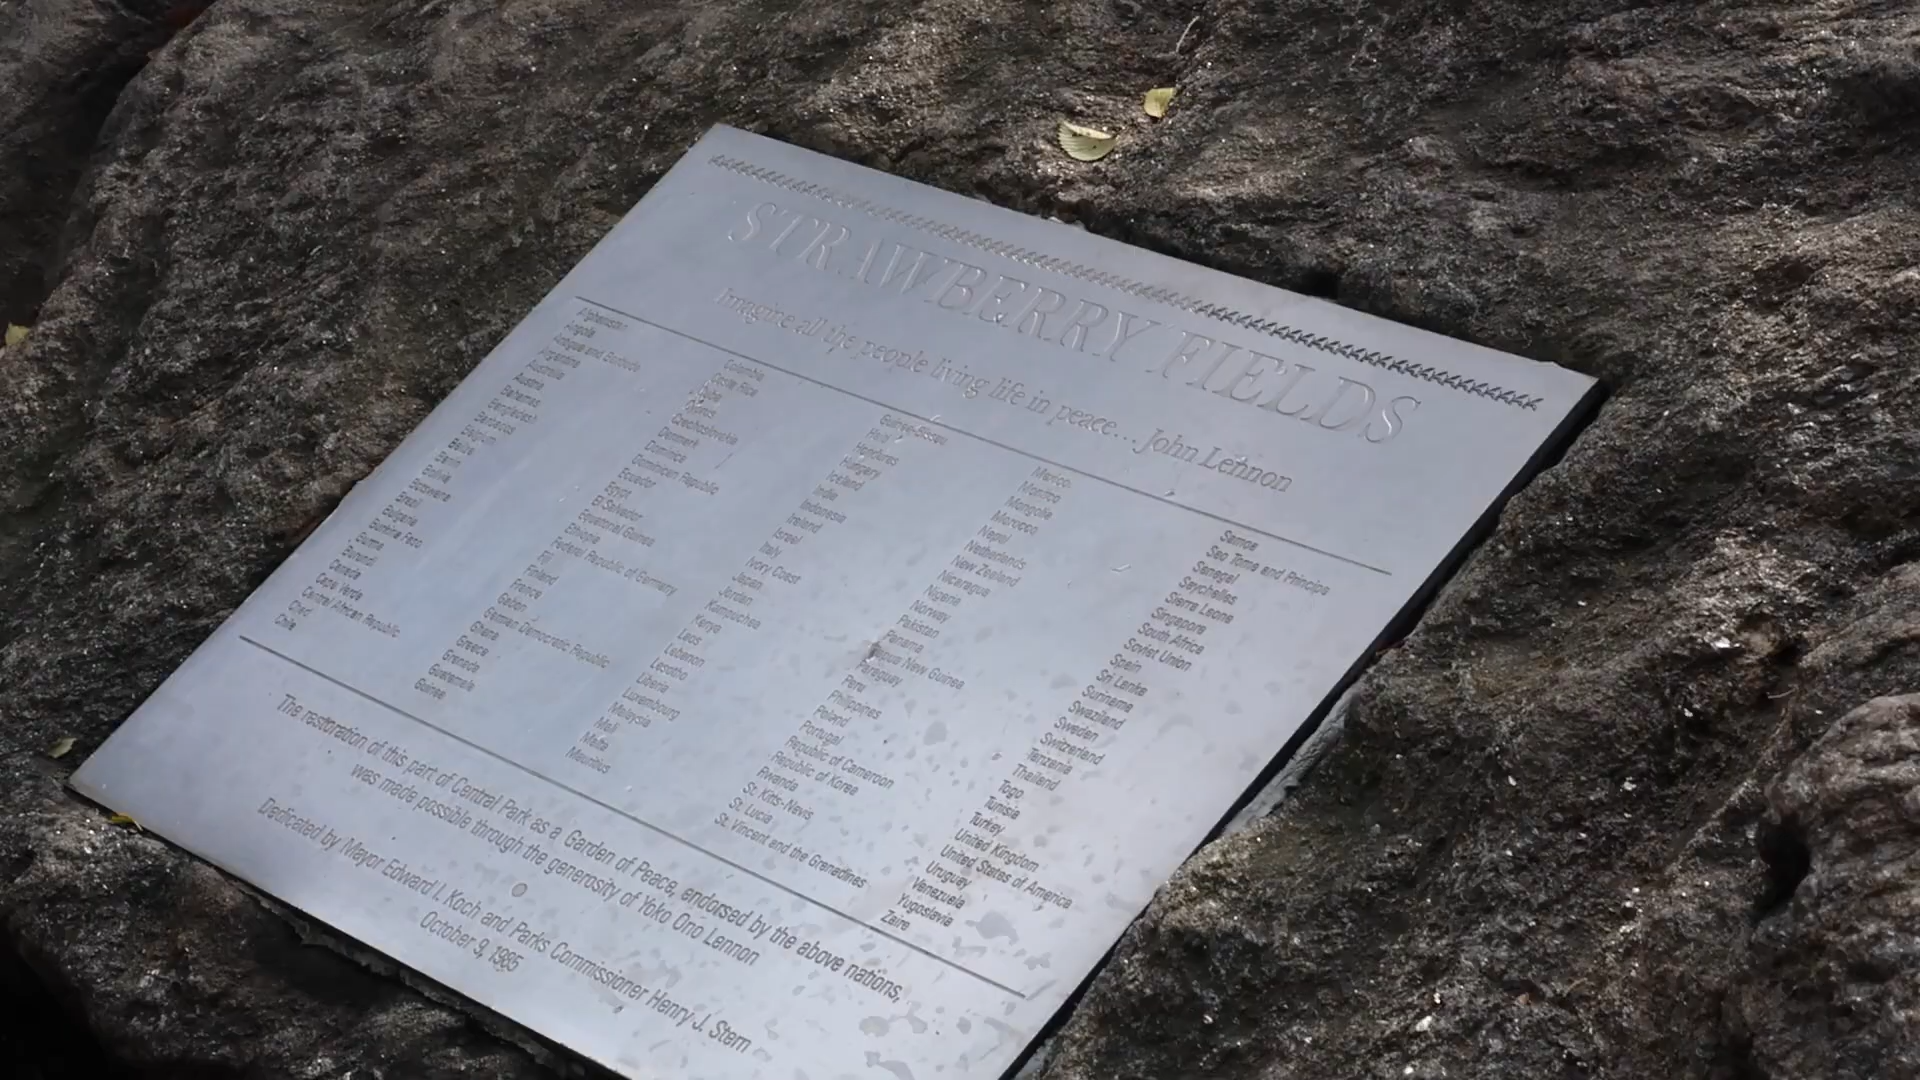 STRAWBERRY FIELDS
Imagine all the people living life in peace... John Lennon
Afghanistan
Angola
Antigua and Barbuda
Argentina
Australia
Austria
Bahamas
Bangladesh
Barbados
Belgium
Belize
Benin
Bolivia
Botswana
Brazil
Bulgaria
Burkina Faso
Burma
Burundi
Canada
Cape Verde
Central African Republic
Chad
Chile
Colombia
Costa Rica
Cuba
Cyprus
Czechoslovakia
Denmark
Dominica
Dominican Republic
Ecuador
Egypt
El Salvador
Equatorial Guinea
Ethiopia
Federal Republic of Germany
Fiji
Finland
France
Gabon
German Democratic Republic
Ghana
Greece
Grenada
Guatemala
Guinea
Guinea-Bissau
Haiti
Honduras
Hungary
Iceland
India
Indonesia
Ireland
Israel
Italy
Ivory Coast
Japan
Jordan
Kampuchea
Kenya
Laos
Lebanon
Lesotho
Liberia
Luxembourg
Malaysia
Mali
Malta
Mauritius
Mexico
Monaco
Mongolia
Morocco
Nepal
Netherlands
New Zealand
Nicaragua
Nigeria
Norway
Pakistan
Panama
Papua New Guinea
Paraguay
Peru
Philippines
Poland
Portugal
Republic of Cameroon
Republic of Korea
Rwanda
St. Kitts-Nevis
St. Lucia
St. Vincent and the Grenadines
Samoa
Sao Tome and Principe
Senegal
Seychelles
Sierra Leone
Singapore
South Africa
Soviet Union
Spain
Sri Lanka
Suriname
Swaziland
Sweden
Switzerland
Tanzania
Thailand
Togo
Tunisia
Turkey
United Kingdom
United States of America
Uruguay
Venezuela
Yugoslavia
Zaire
The restoration of this part of Central Park as a Garden of Peace, endorsed by the above nations,
was made possible through the generosity of Yoko Ono Lennon
Dedicated by Mayor Edward I. Koch and Parks Commissioner Henry J. Stern
October 9, 1985